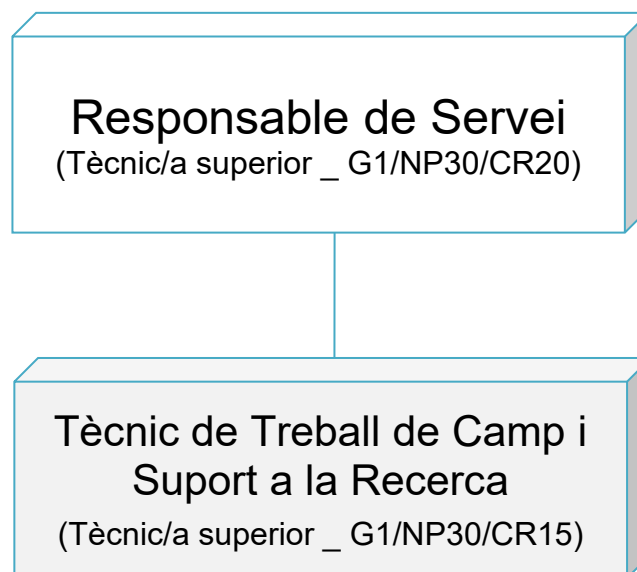 Responsable de Servei
(Tècnic/a superior _ G1/NP30/CR20)
Tècnic de Treball de Camp i
Suport a la Recerca
(Tècnic/a superior _ G1/NP30/CR15)